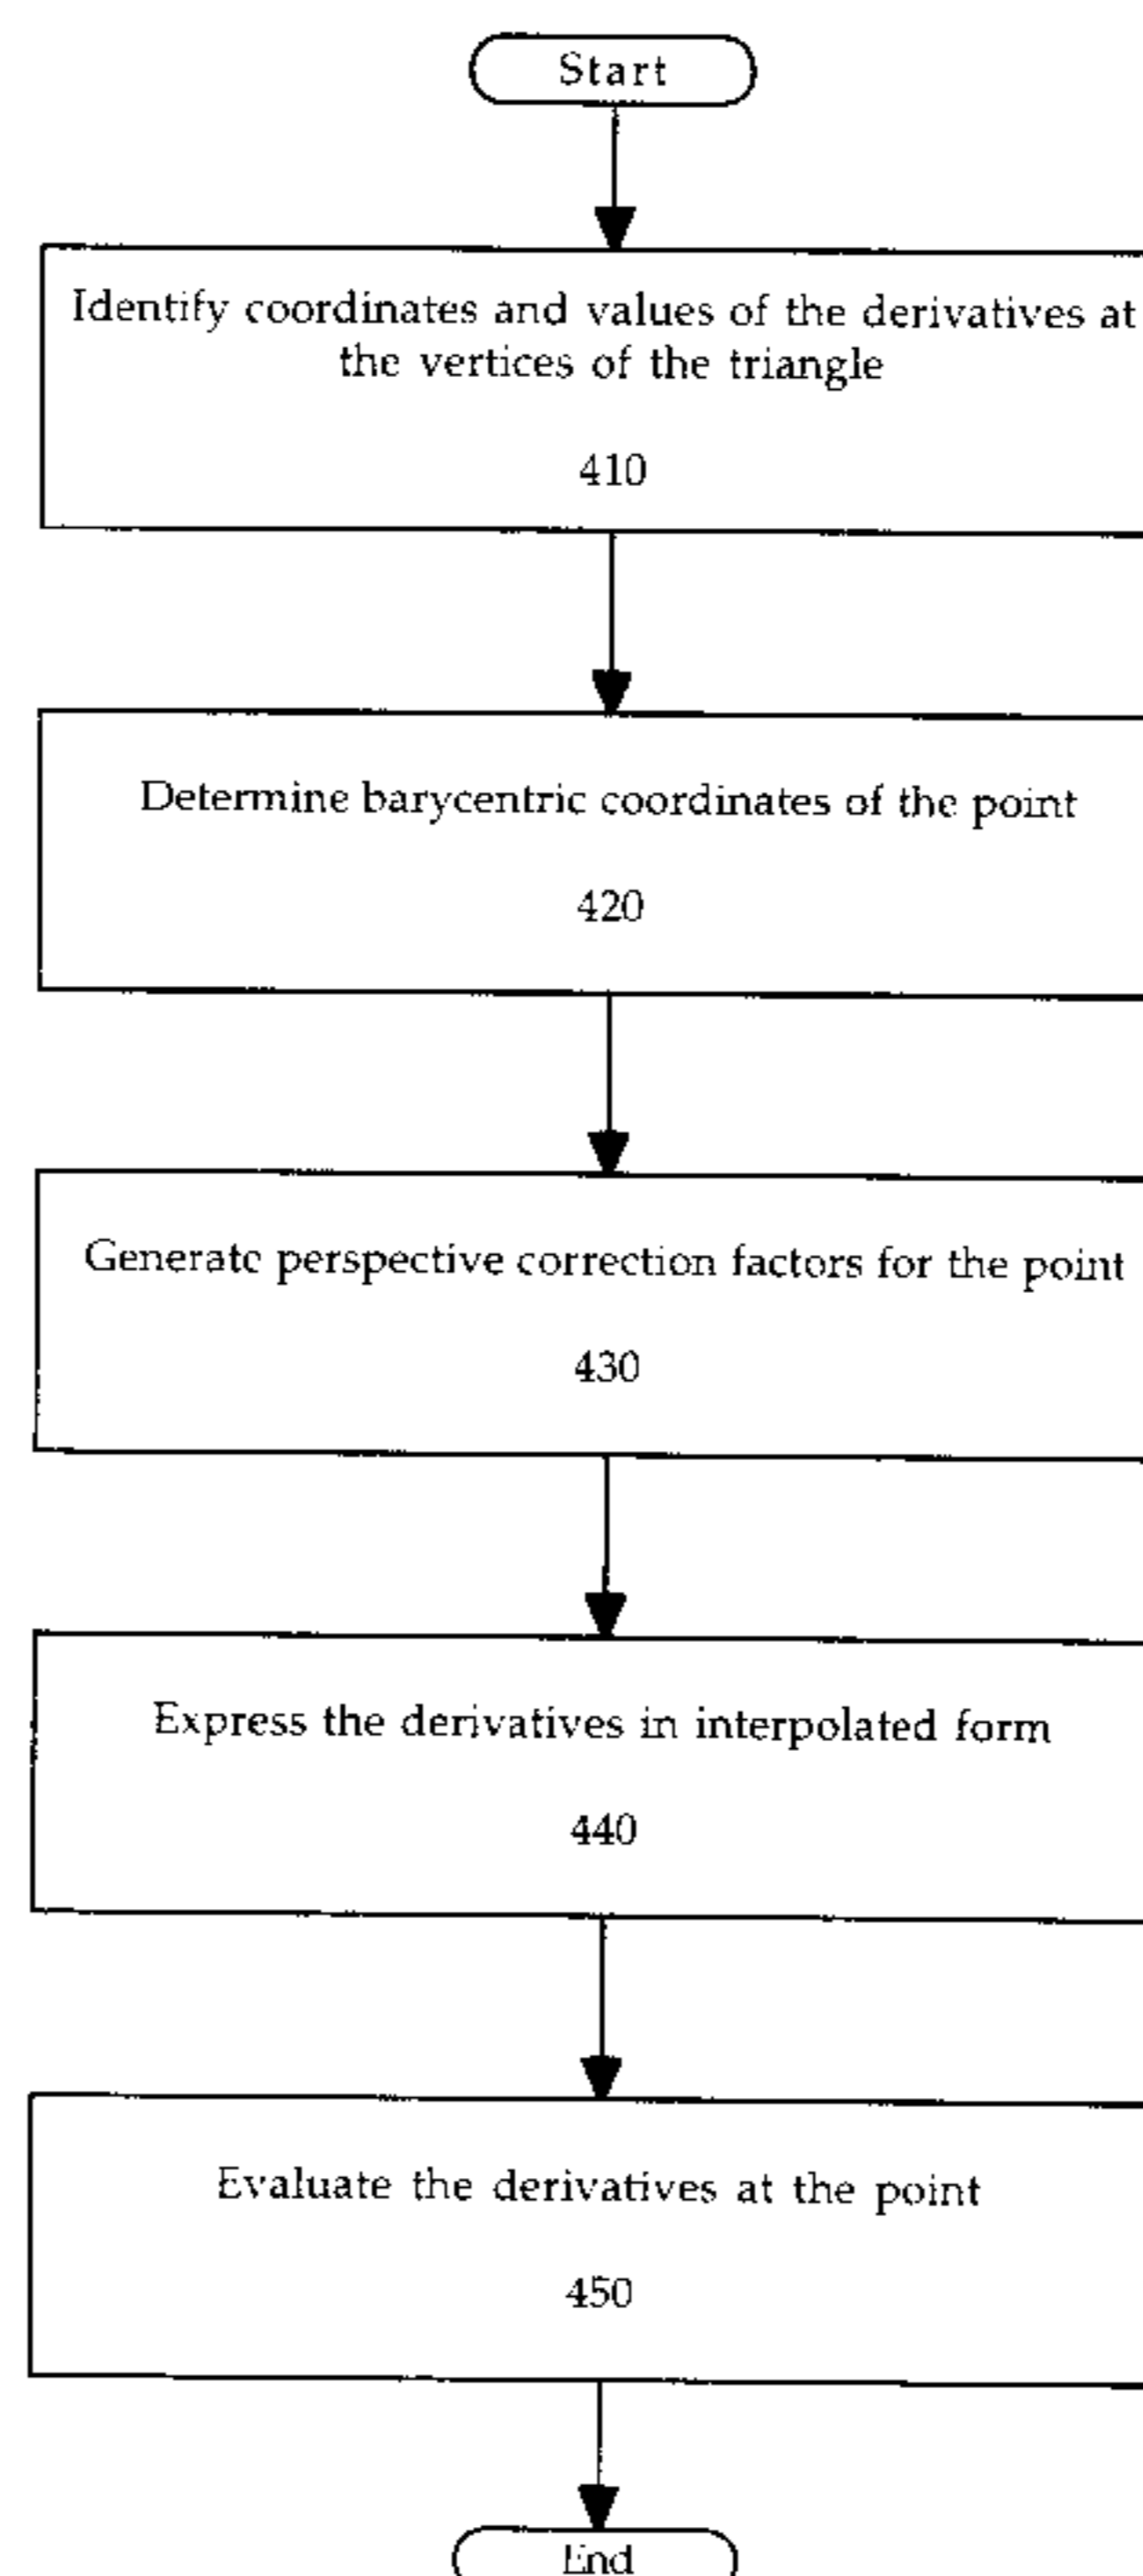 Start
Identify coordinates and values of the derivatives at
the vertices of the triangle
410
Determine barycentric coordinates of the point
420
Generate perspective correction factors for the point
430
Express the derivatives in interpolated form
440
Evaluate the derivatives at the point
450
End